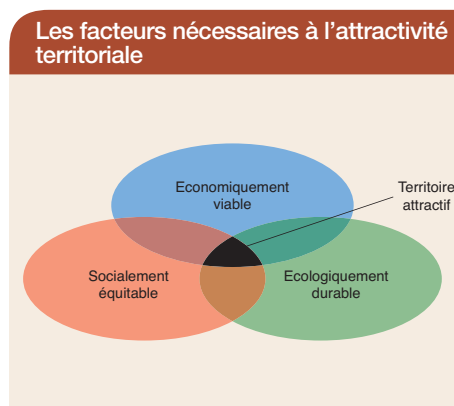 Les facteurs nécessaires à l'attractivité
territoriale
Economiquement
viable
Territoire
attractif
Socialement
équitable
Ecologiquement
durable